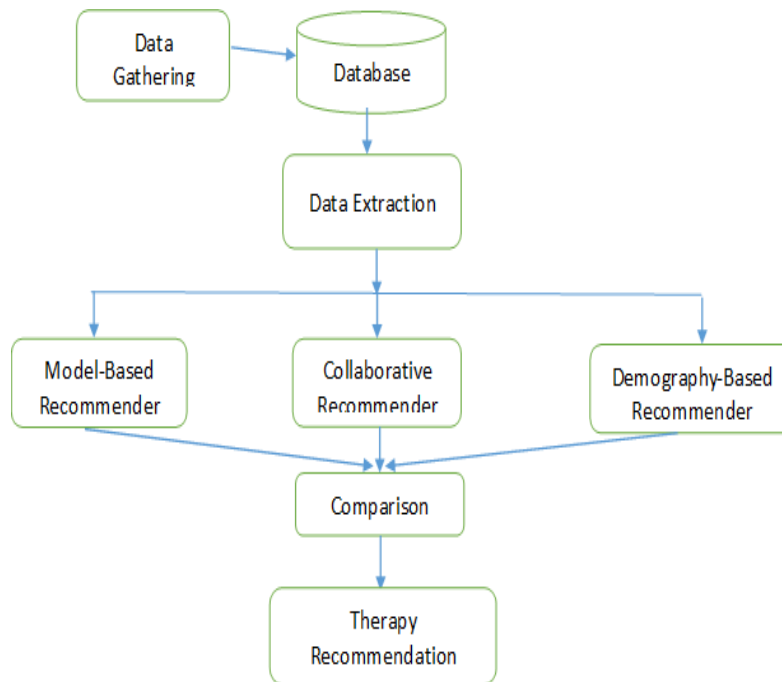 Data
Gathering
Database
Data Extraction
Model-Based
Recommender
Collaborative
Recommender
Demography-Based
Recommender
Comparison
Therapy
Recommendation